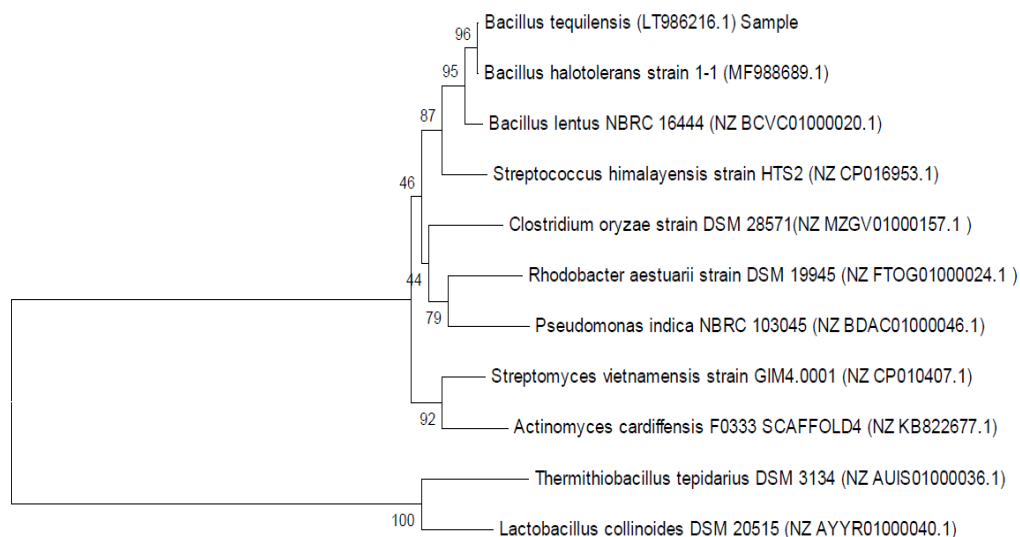 Bacillus tequilensis (LT986216.1) Sample
96
Bacillus halotolerans strain 1-1 (MF988689.1)
95
Bacillus lentus NBRC 16444 (NZ BCVC01000020.1)
87
Streptococcus himalayensis strain HTS2 (NZ CP016953.1)
46
Clostridium oryzae strain DSM 28571(NZ MZGV01000157.1 )
Rhodobacter aestuarii strain DSM 19945 (NZ FTOG01000024.1 )
44
79
Pseudomonas indica NBRC 103045 (NZ BDAC01000046.1)
Streptomyces vietnamensis strain GIM4.0001 (NZ CP010407.1)
92
Actinomyces cardiffensis F0333 SCAFFOLD4 (NZ KB822677.1)
Thermithiobacillus tepidarius DSM 3134 (NZ AUIS01000036.1)
100
Lactobacillus collinoides DSM 20515 (NZ AYYR01000040.1)